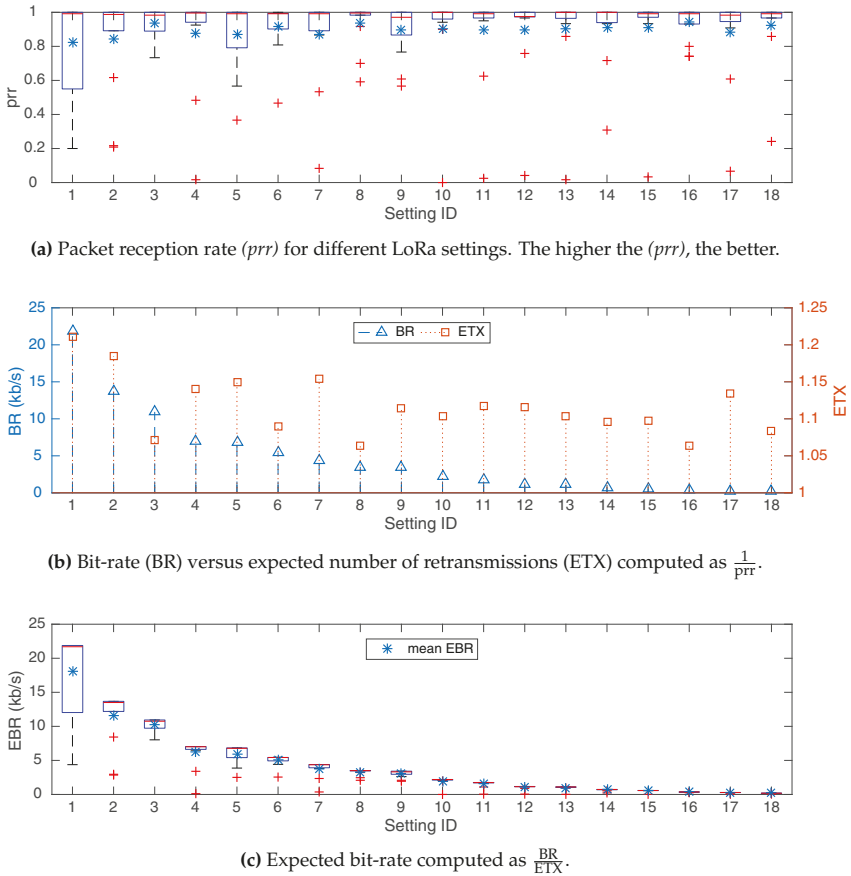 1
0.8
0.6
0.4
0.2
0
prr
1 2 3 4 5 6 7 8 9 10 11 12 13 14 15 16 17 18
Setting ID
(a) Packet reception rate (prr) for different LoRa settings. The higher the (prr), the better.
25
20
15
10
5
0
BR (kb/s)
BR ETX
1.25
1.2
1.15
1.1
1.05
1
ETX
1 2 3 4 5 6 7 8 9 10 11 12 13 14 15 16 17 18
Setting ID
(b) Bit-rate (BR) versus expected number of retransmissions (ETX) computed as 1/prr.
25
20
15
10
5
0
EBR (kb/s)
mean EBR
1 2 3 4 5 6 7 8 9 10 11 12 13 14 15 16 17 18
Setting ID
(c) Expected bit-rate computed as BR/ETX.